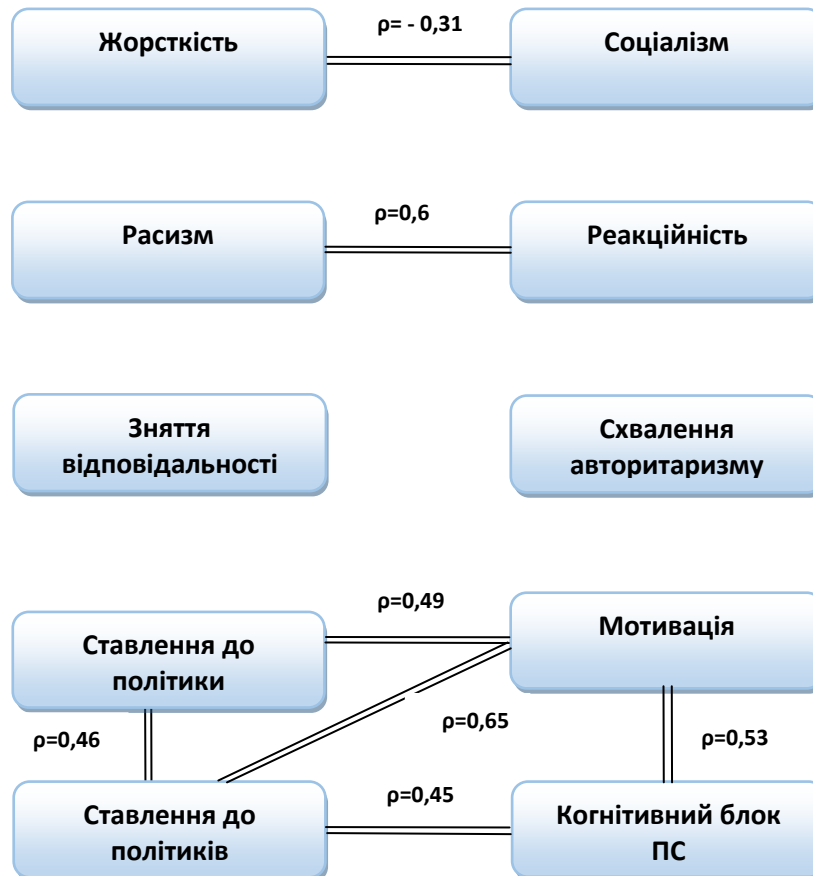 ρ= - 0,31
Жорсткість
Соціалізм
ρ=0,6
Расизм
Реакційність
Зняття
відповідальності
Схвалення
авторитаризму
ρ=0,49
Ставлення до
політики
Мотивація
ρ=0,46
ρ=0,65
ρ=0,53
ρ=0,45
Ставлення до
політиків
Когнітивний блок
ПС